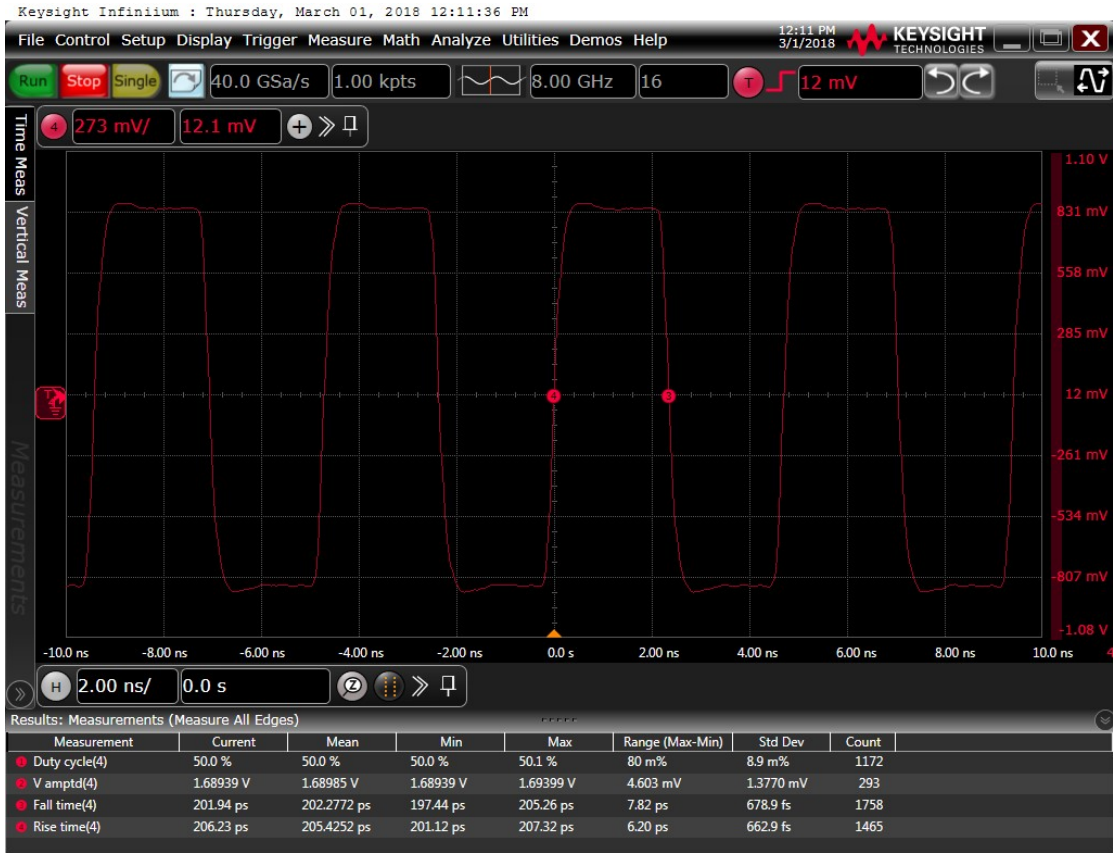 Keysight Infiniium : Thursday, March 01, 2018 12:11:36 PM
File Control Setup Display Trigger Measure Math Analyze Utilities Demos Help 12:11 PM 3/1/2018 KEYSIGHT TECHNOLOGIES
Run Stop Single 40.0 GSa/s 1.00 kpts 8.00 GHz 16 T 12 mV
Time Meas
Vertical Meas
Measurements
4 273 mV/ 12.1 mV
1.10 V
831 mV
558 mV
285 mV
12 mV
-261 mV
-534 mV
-807 mV
-1.08 V
T
4 3
-10.0 ns -8.00 ns -6.00 ns -4.00 ns -2.00 ns 0.0 s 2.00 ns 4.00 ns 6.00 ns 8.00 ns 10.0 ns 4
H 2.00 ns/ 0.0 s Z
Results: Measurements (Measure All Edges)
Measurement Current Mean Min Max Range (Max-Min) Std Dev Count
1 Duty cycle(4) 50.0 % 50.0 % 50.0 % 50.1 % 80 m% 8.9 m% 1172
2 V amptd(4) 1.68939 V 1.68985 V 1.68939 V 1.69399 V 4.603 mV 1.3770 mV 293
3 Fall time(4) 201.94 ps 202.2772 ps 197.44 ps 205.26 ps 7.82 ps 678.9 fs 1758
4 Rise time(4) 206.23 ps 205.4252 ps 201.12 ps 207.32 ps 6.20 ps 662.9 fs 1465